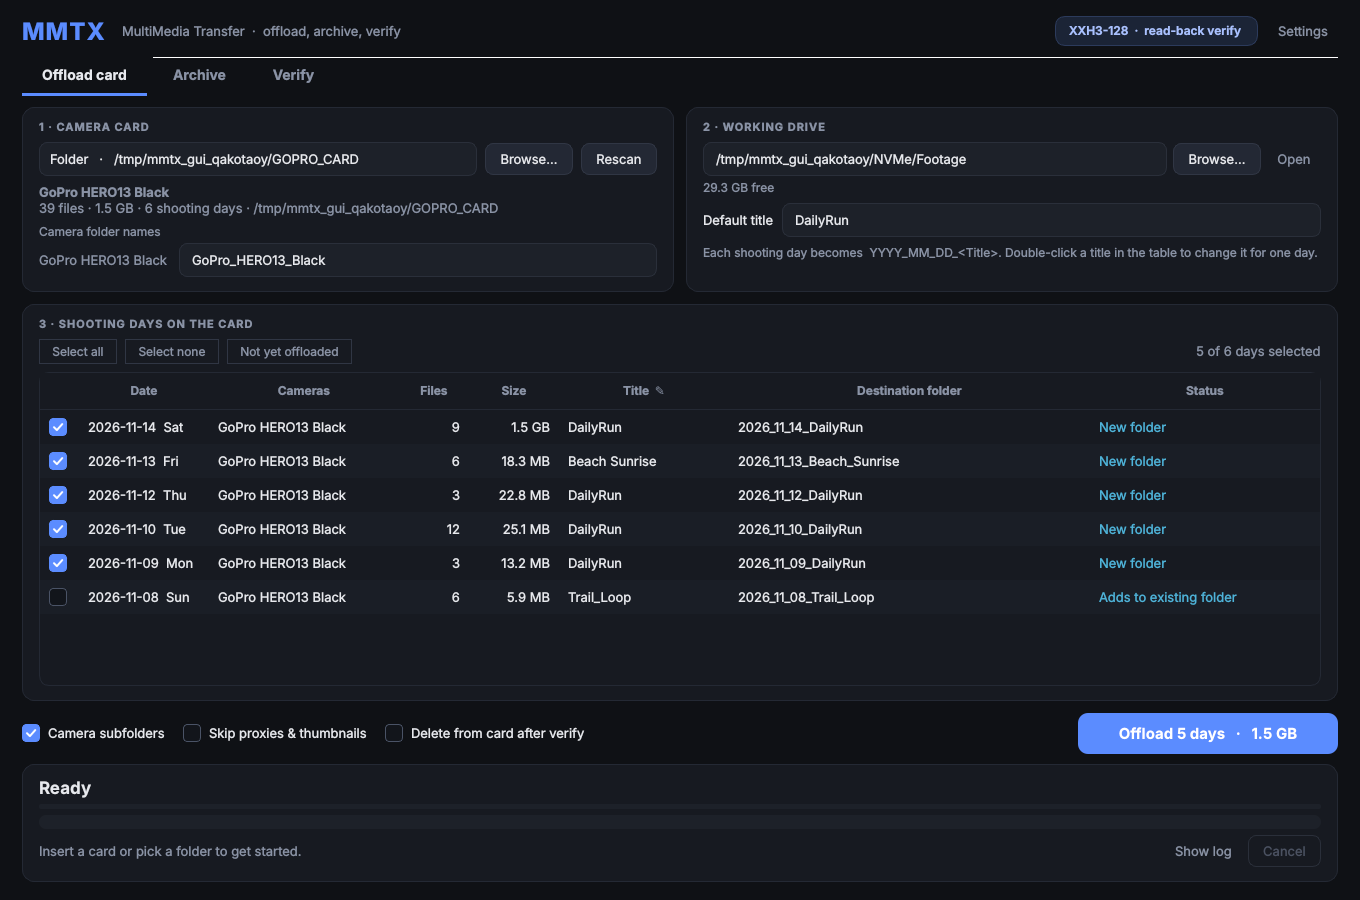 MMTX MultiMedia Transfer · offload, archive, verify XXH3-128 · read-back verify Settings
Offload card Archive Verify
1 · CAMERA CARD
Folder · /tmp/mmtx_gui_qakotaoy/GOPRO_CARD Browse... Rescan
GoPro HERO13 Black
39 files · 1.5 GB · 6 shooting days · /tmp/mmtx_gui_qakotaoy/GOPRO_CARD
Camera folder names
GoPro HERO13 Black GoPro_HERO13_Black
2 · WORKING DRIVE
/tmp/mmtx_gui_qakotaoy/NVMe/Footage Browse... Open
29.3 GB free
Default title DailyRun
Each shooting day becomes YYYY_MM_DD_<Title>. Double-click a title in the table to change it for one day.
3 · SHOOTING DAYS ON THE CARD
Select all Select none Not yet offloaded 5 of 6 days selected
Date Cameras Files Size Title ✎ Destination folder Status
2026-11-14 Sat GoPro HERO13 Black 9 1.5 GB DailyRun 2026_11_14_DailyRun New folder
2026-11-13 Fri GoPro HERO13 Black 6 18.3 MB Beach Sunrise 2026_11_13_Beach_Sunrise New folder
2026-11-12 Thu GoPro HERO13 Black 3 22.8 MB DailyRun 2026_11_12_DailyRun New folder
2026-11-10 Tue GoPro HERO13 Black 12 25.1 MB DailyRun 2026_11_10_DailyRun New folder
2026-11-09 Mon GoPro HERO13 Black 3 13.2 MB DailyRun 2026_11_09_DailyRun New folder
2026-11-08 Sun GoPro HERO13 Black 6 5.9 MB Trail_Loop 2026_11_08_Trail_Loop Adds to existing folder
Camera subfolders Skip proxies & thumbnails Delete from card after verify Offload 5 days · 1.5 GB
Ready
Insert a card or pick a folder to get started. Show log Cancel